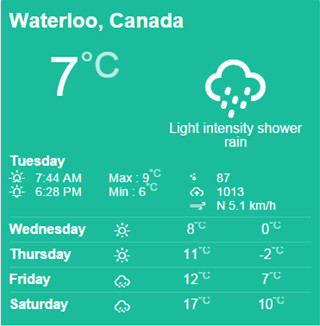 Waterloo, Canada
7°C
Light intensity shower
rain
Tuesday
7:44 AM Max : 9°C 87
6:28 PM Min : 6°C 1013
N 5.1 km/h
Wednesday 8°C 0°C
Thursday 11°C -2°C
Friday 12°C 7°C
Saturday 17°C 10°C